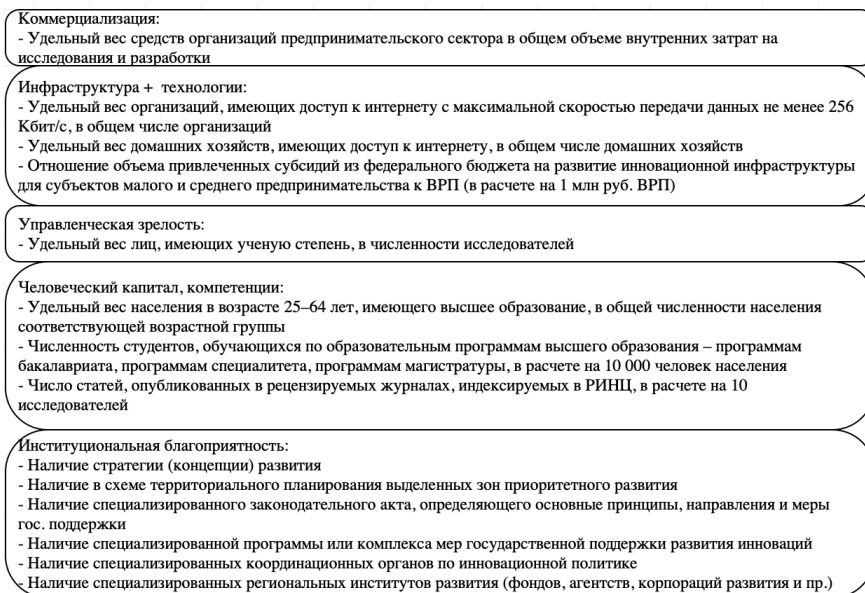 Коммерциализация:
- Удельный вес средств организаций предпринимательского сектора в общем объеме внутренних затрат на
исследования и разработки
Инфраструктура + технологии:
- Удельный вес организаций, имеющих доступ к интернету с максимальной скоростью передачи данных не менее 256
Кбит/с, в общем числе организаций
- Удельный вес домашних хозяйств, имеющих доступ к интернету, в общем числе домашних хозяйств
- Отношение объема привлеченных субсидий из федерального бюджета на развитие инновационной инфраструктуры
для субъектов малого и среднего предпринимательства к ВРП (в расчете на 1 млн руб. ВРП)
Управленческая зрелость:
- Удельный вес лиц, имеющих ученую степень, в численности исследователей
Человеческий капитал, компетенции:
- Удельный вес населения в возрасте 25–64 лет, имеющего высшее образование, в общей численности населения
соответствующей возрастной группы
- Численность студентов, обучающихся по образовательным программам высшего образования – программам
бакалавриата, программам специалитета, программам магистратуры, в расчете на 10 000 человек населения
- Число статей, опубликованных в рецензируемых журналах, индексируемых в РИНЦ, в расчете на 10
исследователей
Институциональная благоприятность:
- Наличие стратегии (концепции) развития
- Наличие в схеме территориального планирования выделенных зон приоритетного развития
- Наличие специализированного законодательного акта, определяющего основные принципы, направления и меры
гос. поддержки
- Наличие специализированной программы или комплекса мер государственной поддержки развития инноваций
- Наличие специализированных координационных органов по инновационной политике
- Наличие специализированных региональных институтов развития (фондов, агентств, корпораций развития и пр.)